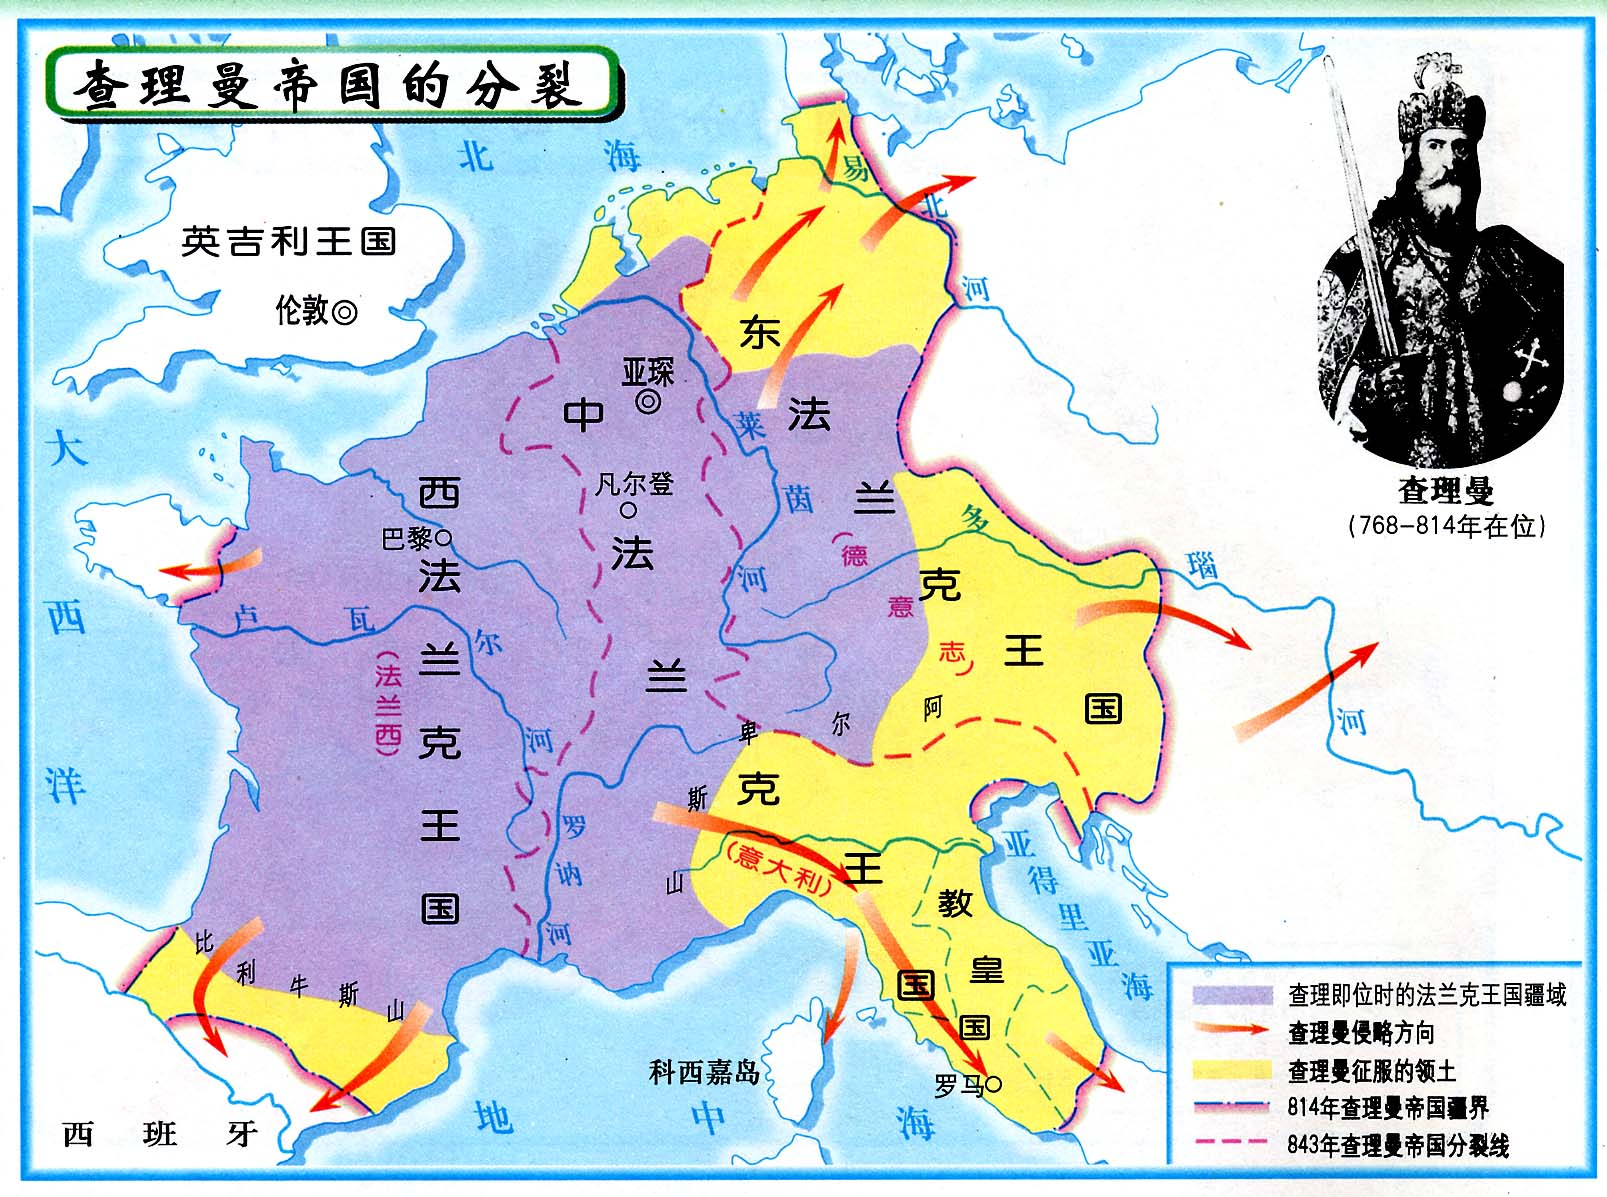 查理曼帝国的分裂
北海
英吉利王国
伦敦
大西洋
易北河
东法兰克王国
(德意志)
亚琛
中法兰克王国
凡尔登
莱茵河
西法兰克王国
(法兰西)
巴黎
卢瓦尔河
多瑙河
阿尔卑斯山
罗讷河
(意大利)
教皇国
罗马
亚得里亚海
比利牛斯山
科西嘉岛
地中海
西班牙
查理曼
(768-814年在位)
查理即位时的法兰克王国疆域
查理曼侵略方向
查理曼征服的领土
814年查理曼帝国疆界
843年查理曼帝国分裂线